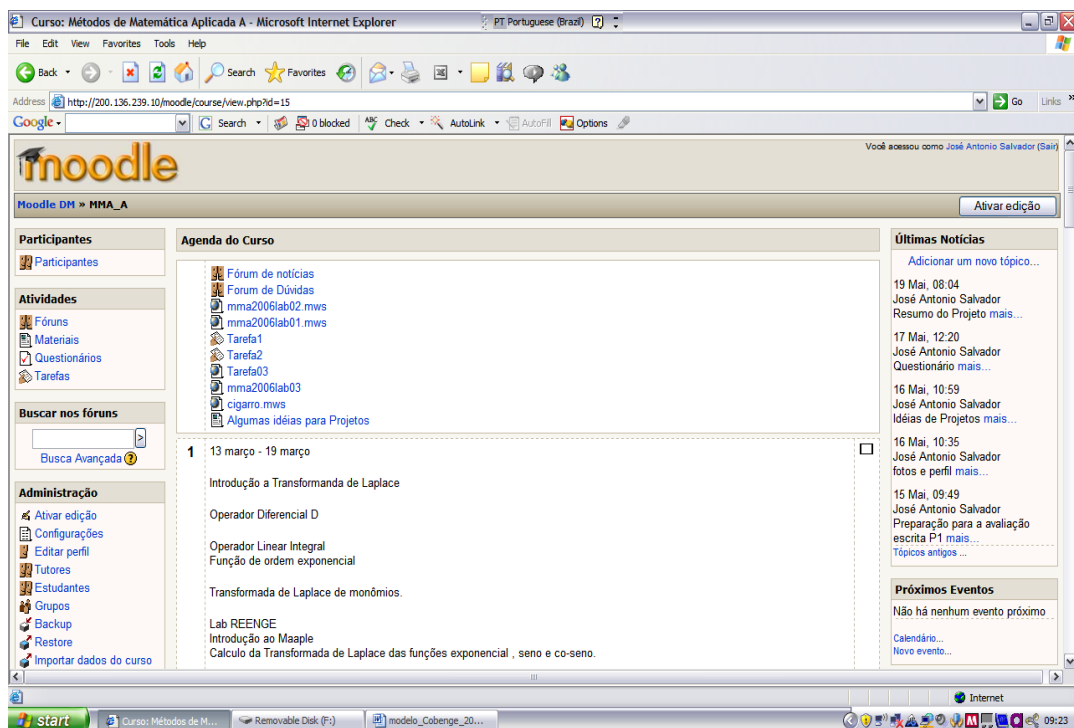 Curso: Métodos de Matemática Aplicada A - Microsoft Internet Explorer
PT Portuguese (Brazil)
File Edit View Favorites Tools Help
Back Search Favorites
Address http://200.136.239.10/moodle/course/view.php?id=15 Go Links »
Google Search 0 blocked ABC Check AutoLink AutoFill Options
moodle
Você acessou como José Antonio Salvador (Sair)
Moodle DM » MMA_A
Ativar edição
Participantes
Participantes
Atividades
Fóruns
Materiais
Questionários
Tarefas
Buscar nos fóruns
>
Busca Avançada ?
Administração
Ativar edição
Configurações
Editar perfil
Tutores
Estudantes
Grupos
Backup
Restore
Importar dados do curso
Agenda do Curso
Fórum de notícias
Forum de Dúvidas
mma2006lab02.mws
mma2006lab01.mws
Tarefa1
Tarefa2
Tarefa03
mma2006lab03
cigarro.mws
Algumas idéias para Projetos
1 13 março - 19 março
Introdução a Transformanda de Laplace
Operador Diferencial D
Operador Linear Integral
Função de ordem exponencial
Transformada de Laplace de monômios.
Lab REENGE
Introdução ao Maaple
Calculo da Transformada de Laplace das funções exponencial , seno e co-seno.
Últimas Notícias
Adicionar um novo tópico...
19 Mai, 08:04
José Antonio Salvador
Resumo do Projeto mais...
17 Mai, 12:20
José Antonio Salvador
Questionário mais...
16 Mai, 10:59
José Antonio Salvador
Idéias de Projetos mais...
16 Mai, 10:35
José Antonio Salvador
fotos e perfil mais...
15 Mai, 09:49
José Antonio Salvador
Preparação para a avaliação
escrita P1 mais...
Tópicos antigos ...
Próximos Eventos
Não há nenhum evento próximo
Calendário...
Novo evento...
Internet
start Curso: Métodos de M... Removable Disk (F:) modelo_Cobenge_20... 09:23